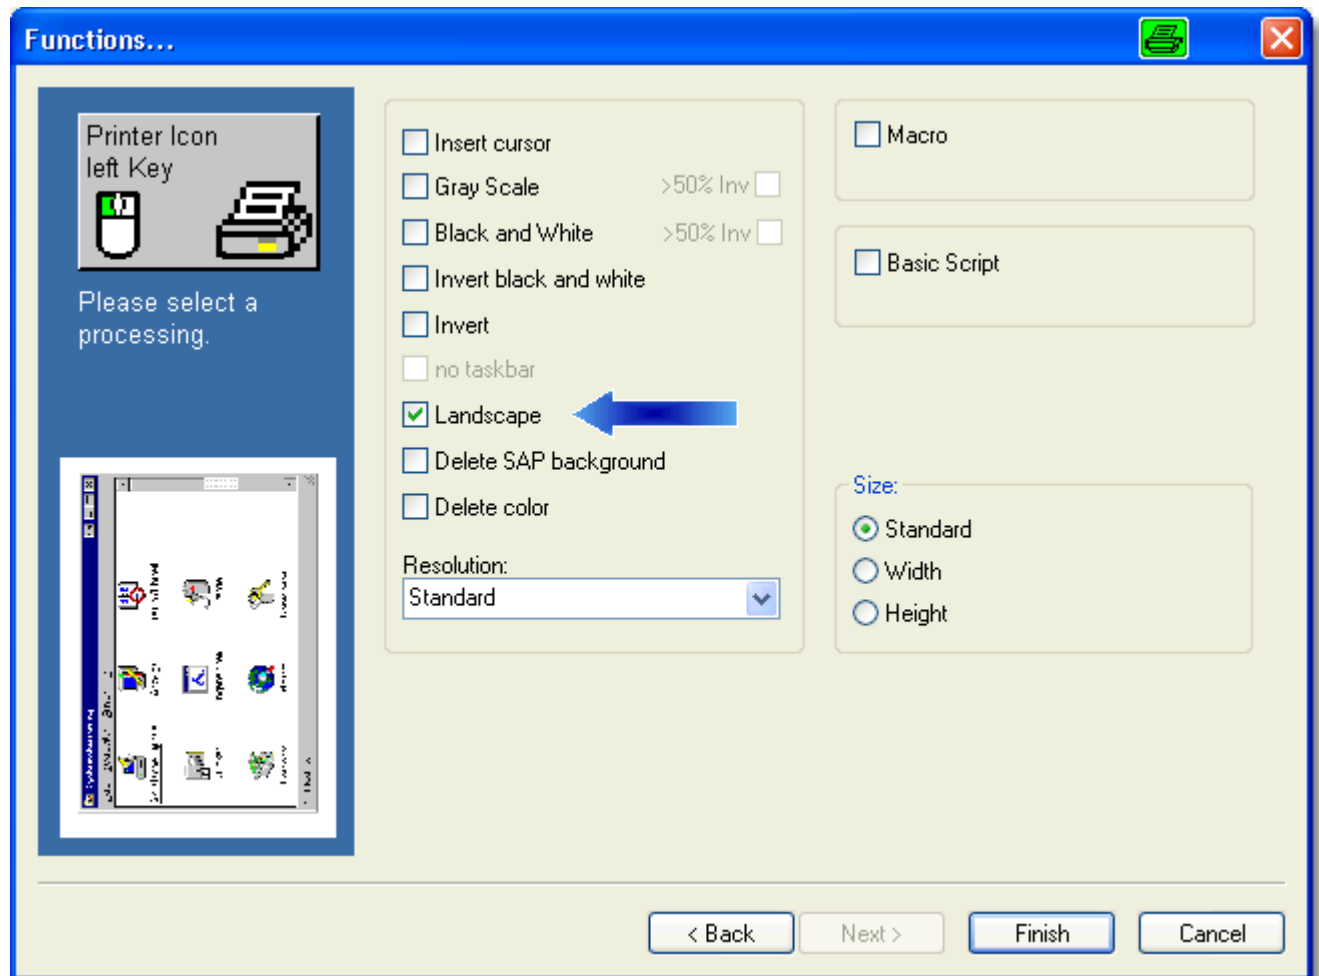 Functions...
Printer Icon
left Key
Please select a
processing.
Insert cursor
Gray Scale >50% Inv
Black and White >50% Inv
Invert black and white
Invert
no taskbar
Landscape
Delete SAP background
Delete color
Resolution:
Standard
Macro
Basic Script
Size:
Standard
Width
Height
< Back
Next >
Finish
Cancel